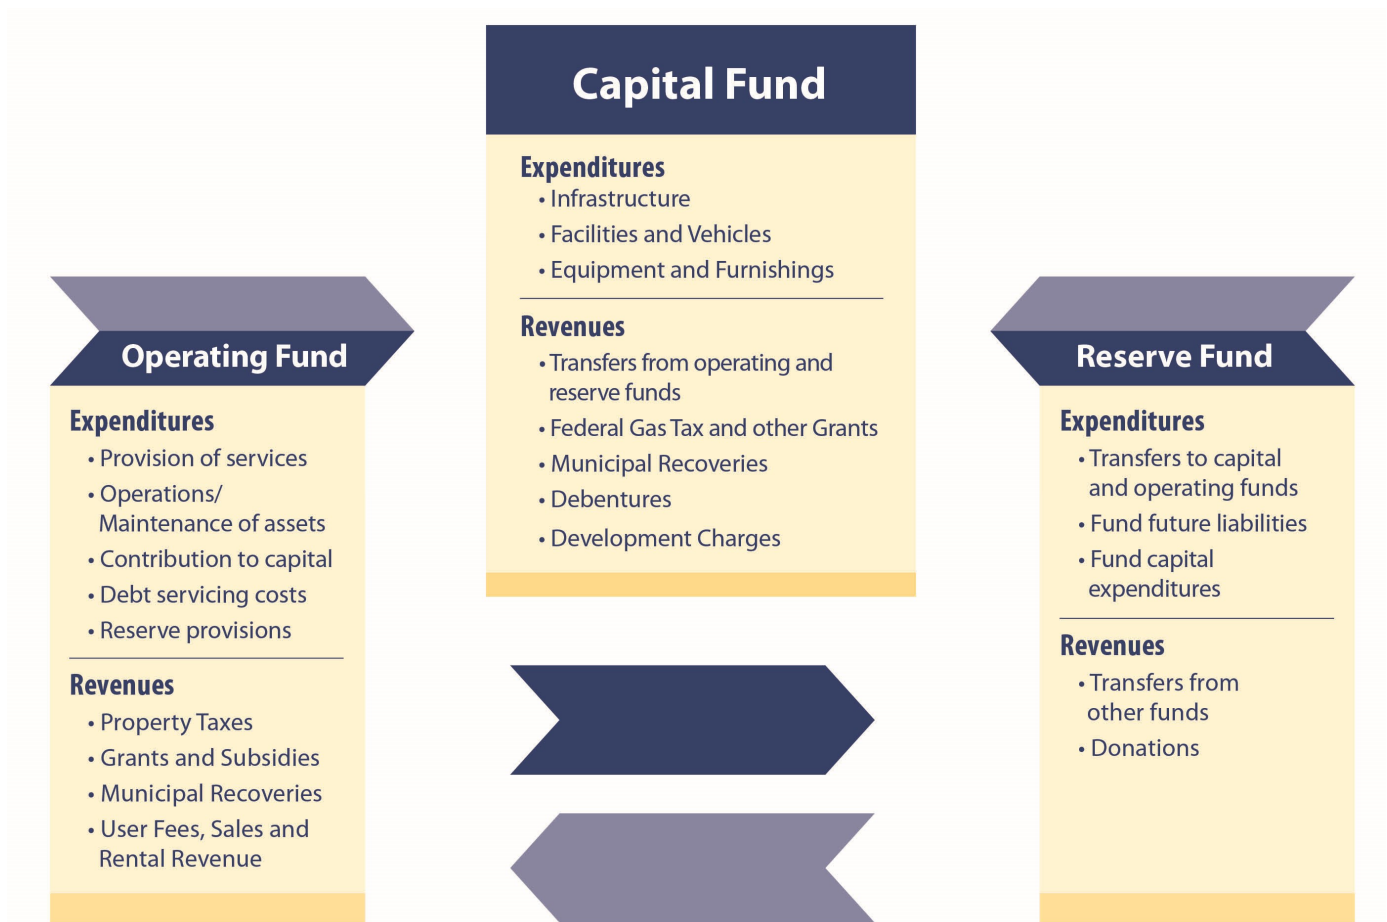 Capital Fund
Expenditures
• Infrastructure
• Facilities and Vehicles
• Equipment and Furnishings
Revenues
• Transfers from operating and
reserve funds
• Federal Gas Tax and other Grants
• Municipal Recoveries
• Debentures
• Development Charges
Operating Fund
Expenditures
• Provision of services
• Operations/
Maintenance of assets
• Contribution to capital
• Debt servicing costs
• Reserve provisions
Revenues
• Property Taxes
• Grants and Subsidies
• Municipal Recoveries
• User Fees, Sales and
Rental Revenue
Reserve Fund
Expenditures
• Transfers to capital
and operating funds
• Fund future liabilities
• Fund capital
expenditures
Revenues
• Transfers from
other funds
• Donations